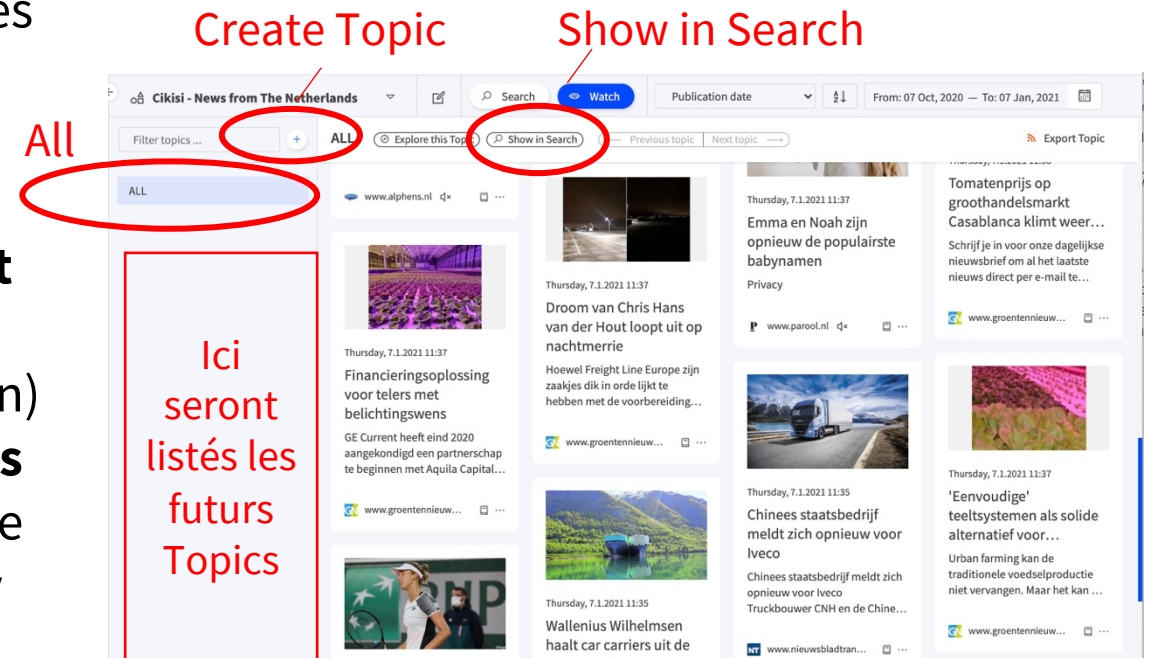 es
Create Topic
Show in Search
Cikisi - News from The Netherlands
Search
Watch
Publication date
From: 07 Oct, 2020 — To: 07 Jan, 2021
All
Filter topics ...
+
ALL
Explore this Topic
Show in Search
Previous topic
Next topic
Export Topic
ALL
t
n)
s
e
Ici
seront
listés les
futurs
Topics
www.alphens.nl
Thursday, 7.1.2021 11:37
Financieringsoplossing
voor telers met
belichtingswens
GE Current heeft eind 2020
aangekondigd een partnerschap
te beginnen met Aquila Capital...
GN www.groentennieuw...
Thursday, 7.1.2021 11:37
Droom van Chris Hans
van der Hout loopt uit op
nachtmerrie
Hoewel Freight Line Europe zijn
zaakjes dik in orde lijkt te
hebben met de voorbereiding...
GN www.groentennieuw...
Thursday, 7.1.2021 11:35
Wallenius Wilhelmsen
haalt car carriers uit de
Thursday, 7.1.2021 11:37
Emma en Noah zijn
opnieuw de populairste
babynamen
Privacy
P www.parool.nl
Thursday, 7.1.2021 11:35
Chinees staatsbedrijf
meldt zich opnieuw voor
Iveco
Chinees staatsbedrijf meldt zich
opnieuw voor Iveco
Truckbouwer CNH en de Chine...
NT www.nieuwsbladtran...
Thursday, 7.1.2021 11:38
Tomatenprijs op
groothandelsmarkt
Casablanca klimt weer...
Schrijf je in voor onze dagelijkse
nieuwsbrief om al het laatste
nieuws direct per e-mail te...
GN www.groentennieuw...
Thursday, 7.1.2021 11:37
'Eenvoudige'
teeltsystemen als solide
alternatief voor...
Urban farming kan de
traditionele voedselproductie
niet vervangen. Maar het kan ...
GN www.groentennieuw...